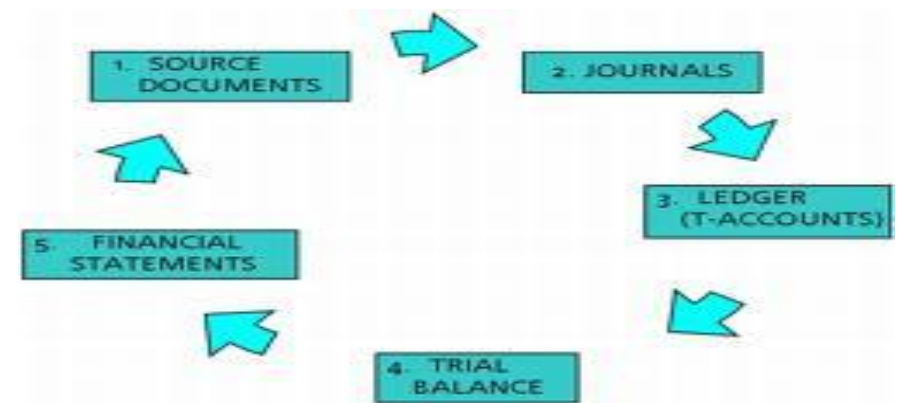 1. SOURCE
DOCUMENTS
2. JOURNALS
3. LEDGER
(T-ACCOUNTS)
4. TRIAL
BALANCE
5. FINANCIAL
STATEMENTS